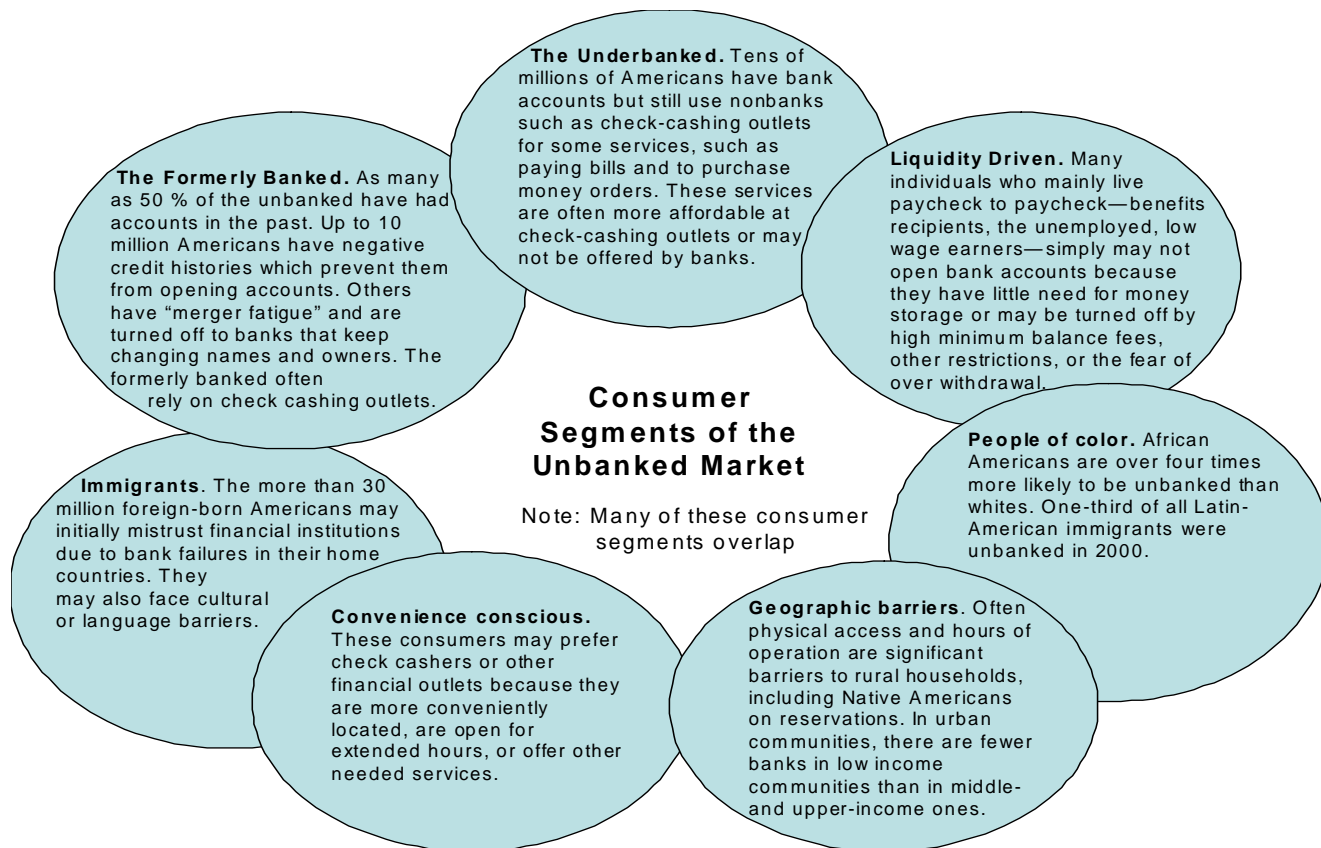 The Underbanked. Tens of
millions of Americans have bank
accounts but still use nonbanks
such as check-cashing outlets
for some services, such as
paying bills and to purchase
money orders. These services
are often more affordable at
check-cashing outlets or may
not be offered by banks.
The Formerly Banked. As many
as 50 % of the unbanked have had
accounts in the past. Up to 10
million Americans have negative
credit histories which prevent them
from opening accounts. Others
have “merger fatigue” and are
turned off to banks that keep
changing names and owners. The
formerly banked often
rely on check cashing outlets.
Liquidity Driven. Many
individuals who mainly live
paycheck to paycheck—benefits
recipients, the unemployed, low
wage earners—simply may not
open bank accounts because
they have little need for money
storage or may be turned off by
high minimum balance fees,
other restrictions, or the fear of
over withdrawal.
Consumer
Segments of the
Unbanked Market
Note: Many of these consumer
segments overlap
People of color. African
Americans are over four times
more likely to be unbanked than
whites. One-third of all Latin-
American immigrants were
unbanked in 2000.
Immigrants. The more than 30
million foreign-born Americans may
initially mistrust financial institutions
due to bank failures in their home
countries. They
may also face cultural
or language barriers.
Convenience conscious.
These consumers may prefer
check cashers or other
financial outlets because they
are more conveniently
located, are open for
extended hours, or offer other
needed services.
Geographic barriers. Often
physical access and hours of
operation are significant
barriers to rural households,
including Native Americans
on reservations. In urban
communities, there are fewer
banks in low income
communities than in middle-
and upper-income ones.